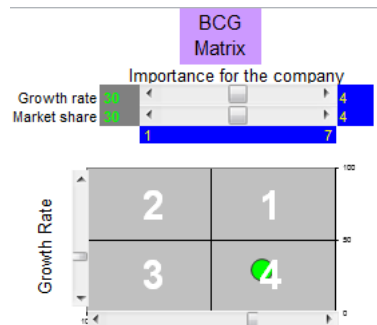 BCG
Matrix
Importance for the company
Growth rate 30 4
Market share 30 4
1 7
100
2 1
Growth Rate
50
3 4
0